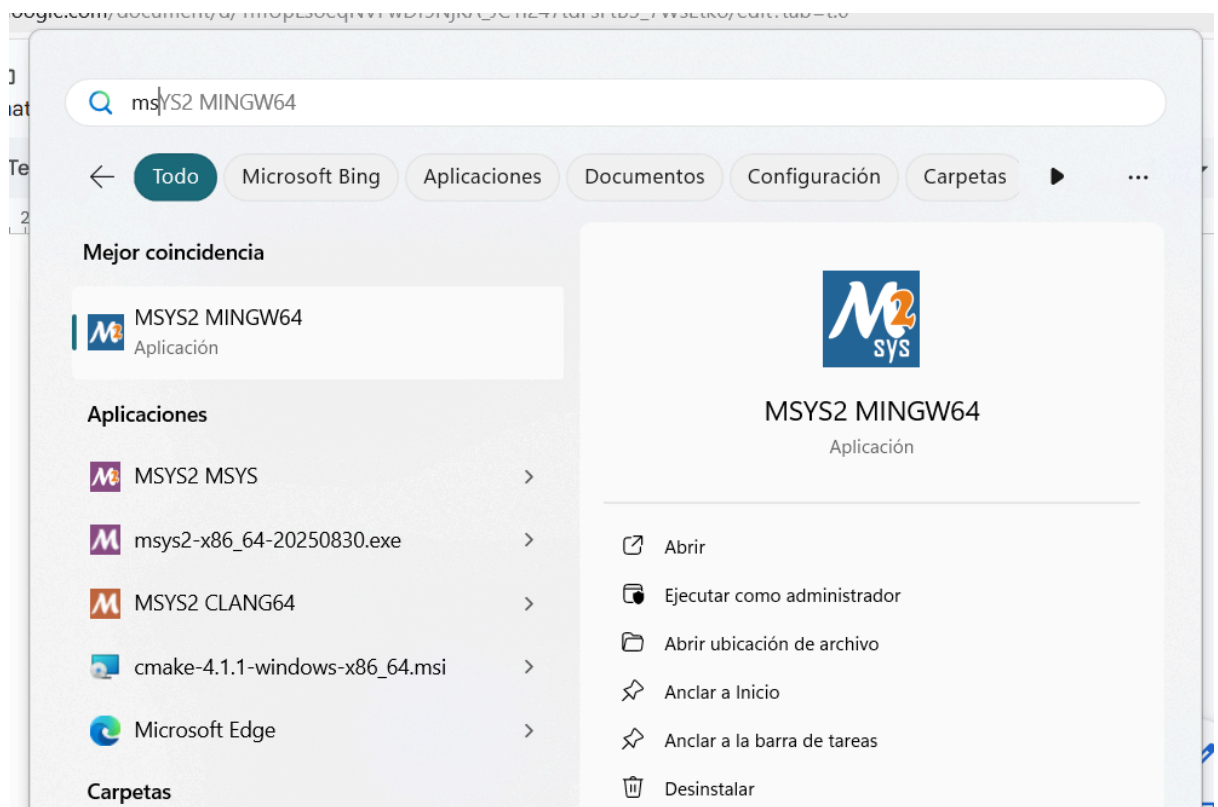 msYS2 MINGW64
Todo Microsoft Bing Aplicaciones Documentos Configuración Carpetas ...
Mejor coincidencia
MSYS2 MINGW64
Aplicación
Aplicaciones
MSYS2 MSYS
msys2-x86_64-20250830.exe
MSYS2 CLANG64
cmake-4.1.1-windows-x86_64.msi
Microsoft Edge
Carpetas
M2
sys
MSYS2 MINGW64
Aplicación
Abrir
Ejecutar como administrador
Abrir ubicación de archivo
Anclar a Inicio
Anclar a la barra de tareas
Desinstalar